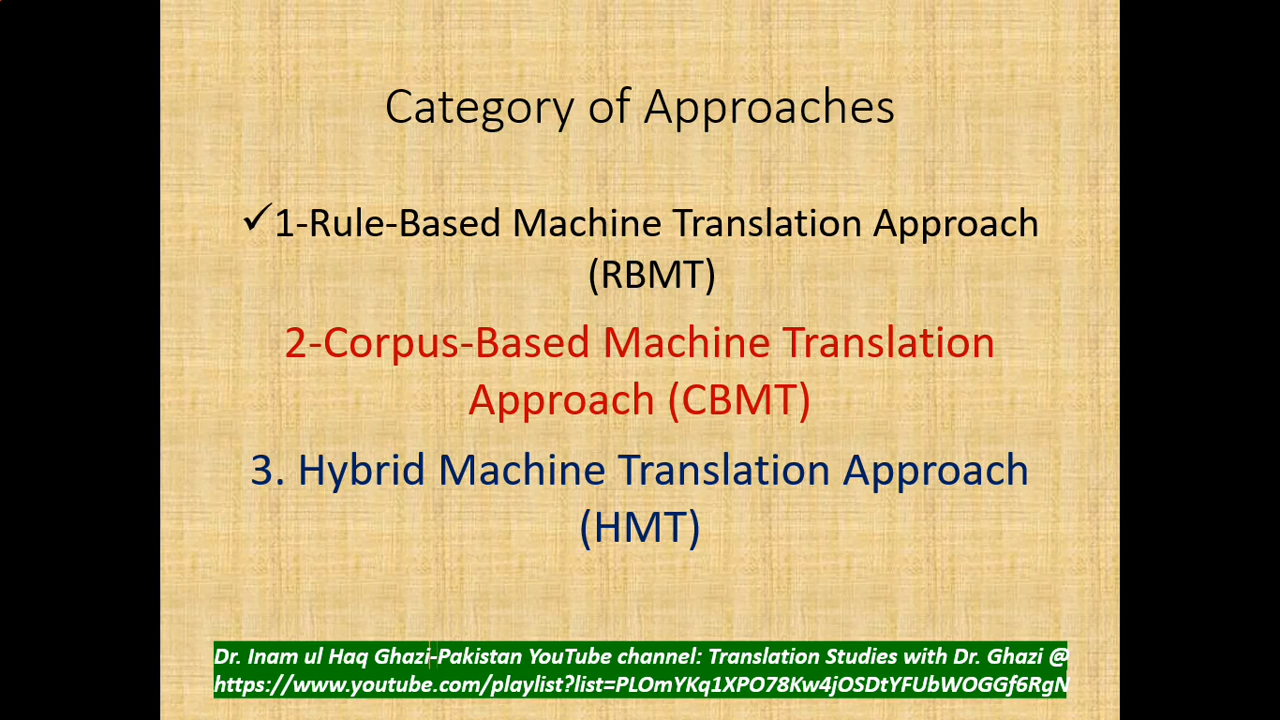 Category of Approaches
✓1-Rule-Based Machine Translation Approach
(RBMT)
2-Corpus-Based Machine Translation
Approach (CBMT)
3. Hybrid Machine Translation Approach
(HMT)
Dr. Inam ul Haq Ghazi-Pakistan YouTube channel: Translation Studies with Dr. Ghazi @
https://www.youtube.com/playlist?list=PLOmYKq1XPO78Kw4jOSDtYFUbWOGGf6RgN